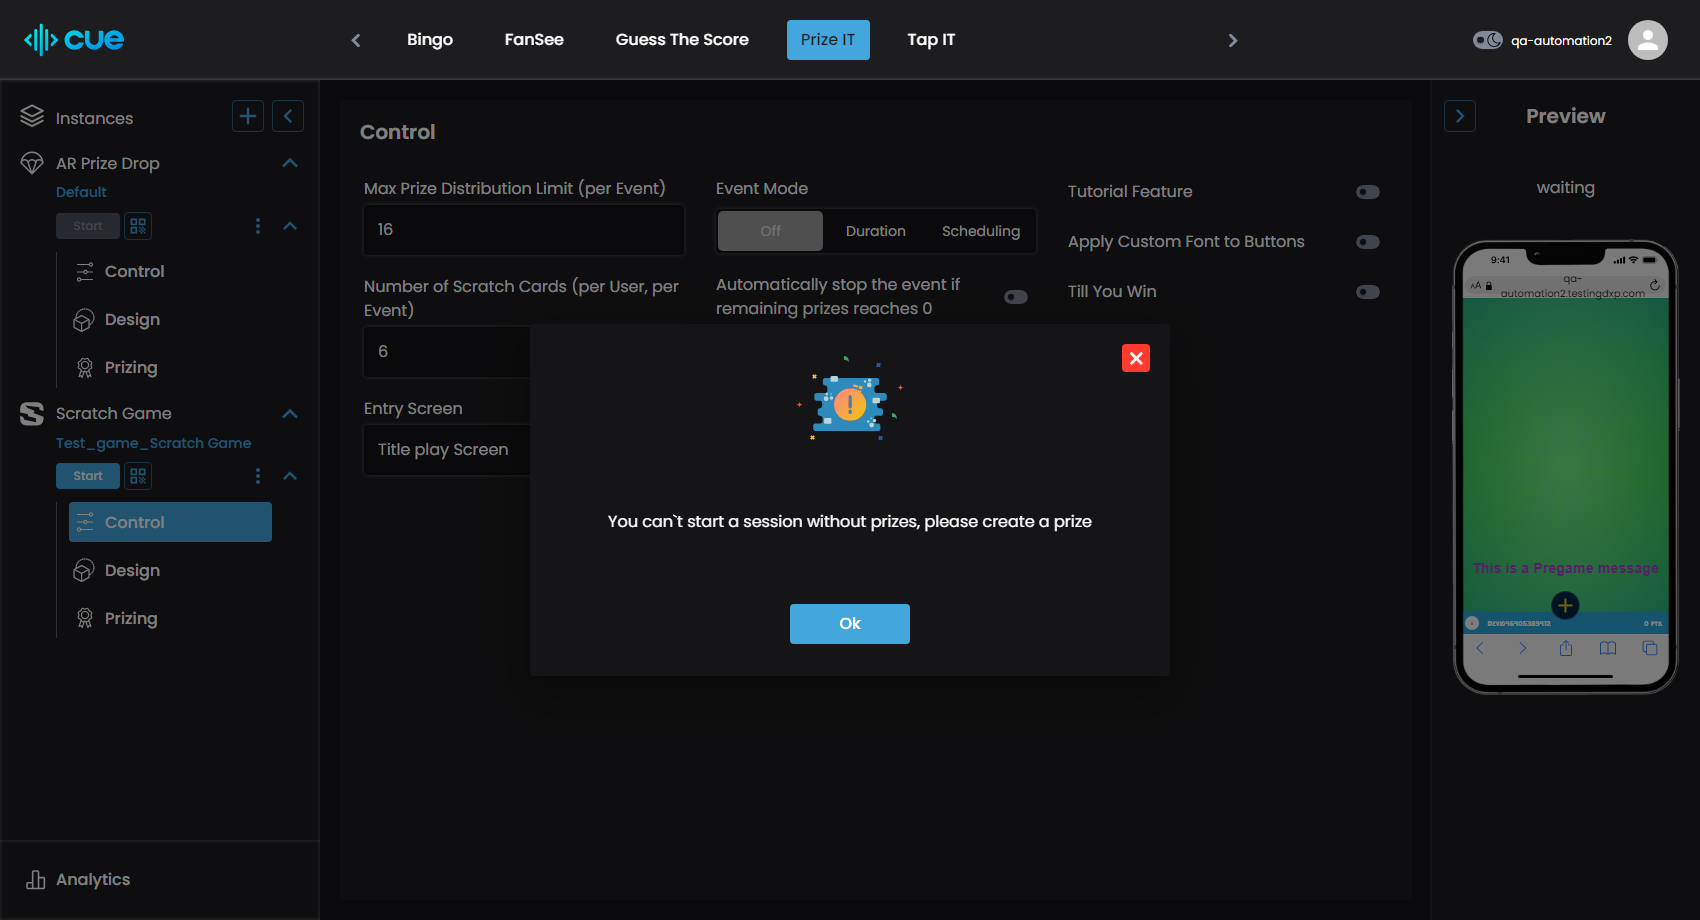 cue
Bingo
FanSee
Guess The Score
Prize IT
Tap IT
qa-automation2
Instances
AR Prize Drop
Default
Start
Control
Design
Prizing
Scratch Game
Test_game_Scratch Game
Start
Control
Design
Prizing
Analytics
Control
Max Prize Distribution Limit (per Event)
16
Number of Scratch Cards (per User, per
Event)
6
Entry Screen
Title play Screen
Event Mode
Off
Duration
Scheduling
Automatically stop the event if
remaining prizes reaches 0
Tutorial Feature
Apply Custom Font to Buttons
Till You Win
You can`t start a session without prizes, please create a prize
Ok
Preview
waiting
9:41
AA
qa-
automation2.testingdxp.com
This is a Pregame message
0 PTS.